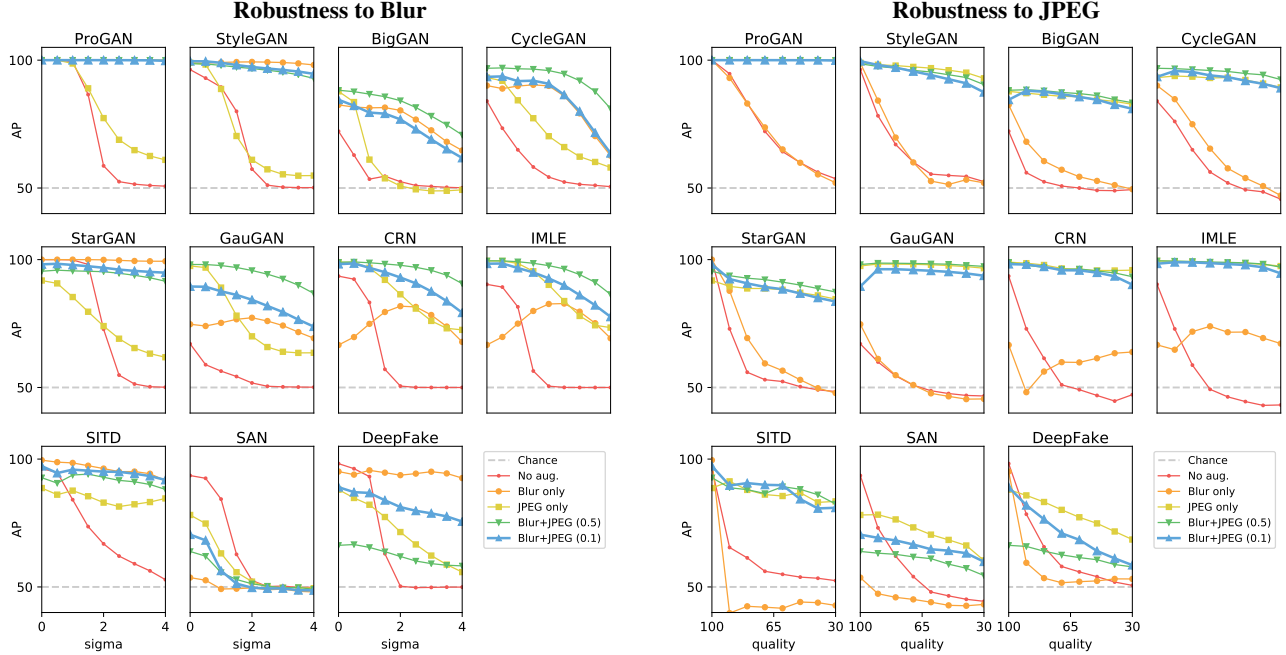 Robustness to Blur
Robustness to JPEG
ProGAN StyleGAN BigGAN CycleGAN
ProGAN StyleGAN BigGAN CycleGAN
100
AP
50
100
AP
50
StarGAN GauGAN CRN IMLE
StarGAN GauGAN CRN IMLE
100
AP
50
100
AP
50
SITD SAN DeepFake
SITD SAN DeepFake
100
AP
50
0 2 4
sigma
0 2 4
sigma
0 2 4
sigma
Chance
No aug.
Blur only
JPEG only
Blur+JPEG (0.5)
Blur+JPEG (0.1)
100
AP
50
100 65 30
quality
100 65 30
quality
100 65 30
quality
Chance
No aug.
Blur only
JPEG only
Blur+JPEG (0.5)
Blur+JPEG (0.1)